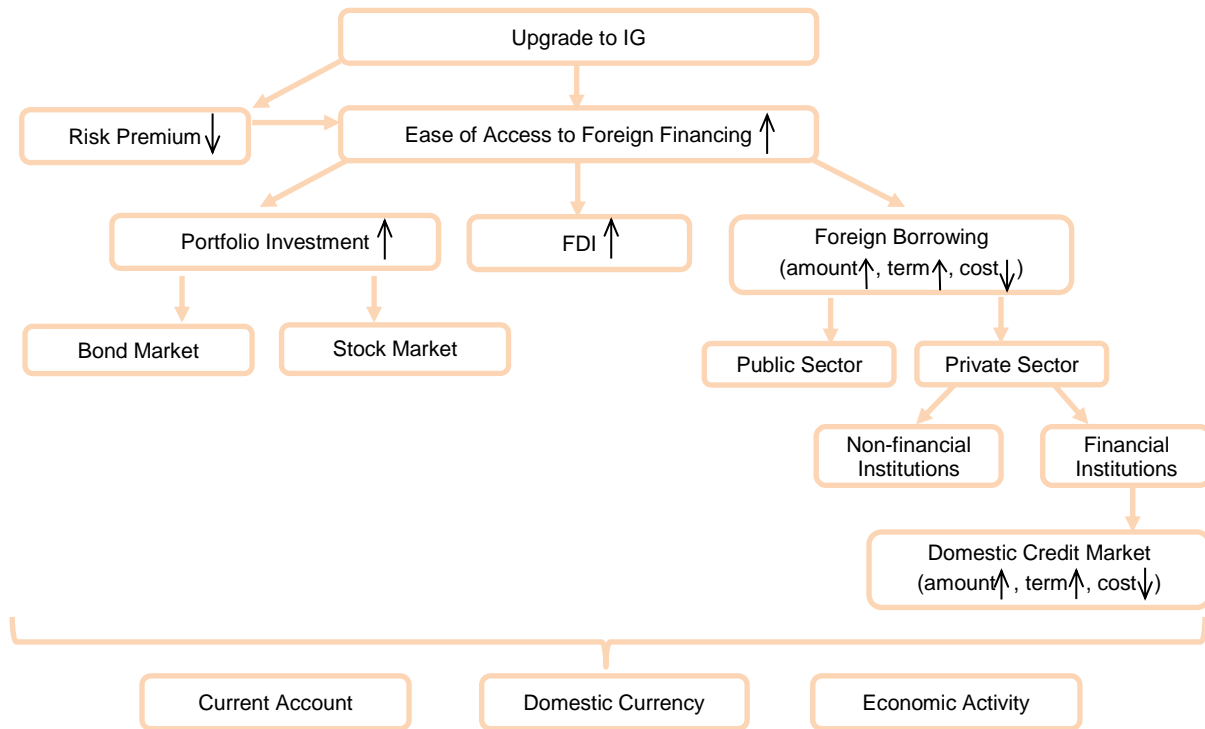 Upgrade to IG
Risk Premium ↓
Ease of Access to Foreign Financing ↑
Portfolio Investment ↑
FDI ↑
Foreign Borrowing
(amount↑, term↑, cost↓)
Bond Market
Stock Market
Public Sector
Private Sector
Non-financial
Institutions
Financial
Institutions
Domestic Credit Market
(amount↑, term↑, cost↓)
Current Account
Domestic Currency
Economic Activity